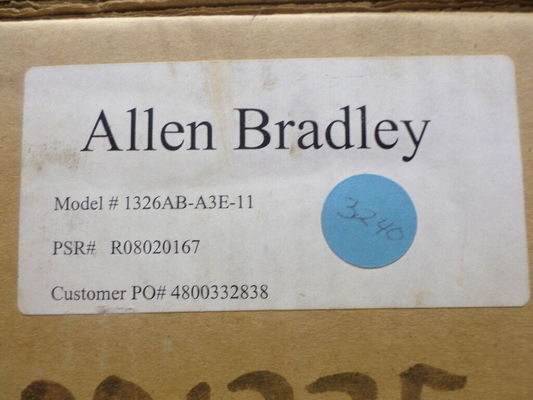 Allen Bradley
Model # 1326AB-A3E-11
3240
PSR# R08020167
Customer PO# 4800332838